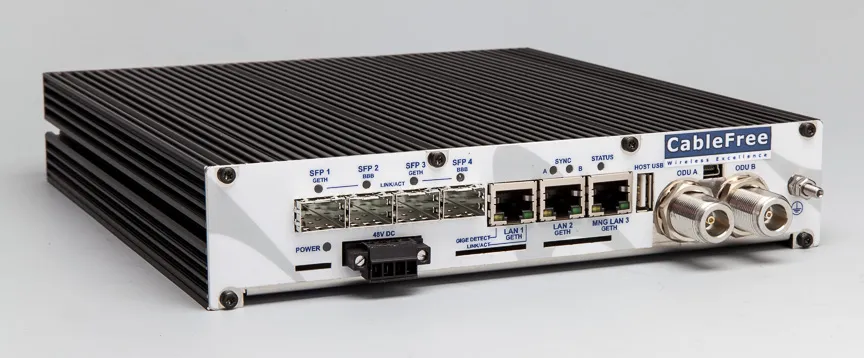 CableFree
Wireless Excellence
SFP 1
GETH
SFP 2
BBB
LINK/ACT
SFP 3
GETH
SFP 4
BBB
SYNC
A
B
STATUS
HOST USB
ODU A
ODU B
POWER
48V DC
GIGE DETECT
LINK/ACT
LAN 1
GETH
LAN 2
GETH
MNG LAN 3
GETH